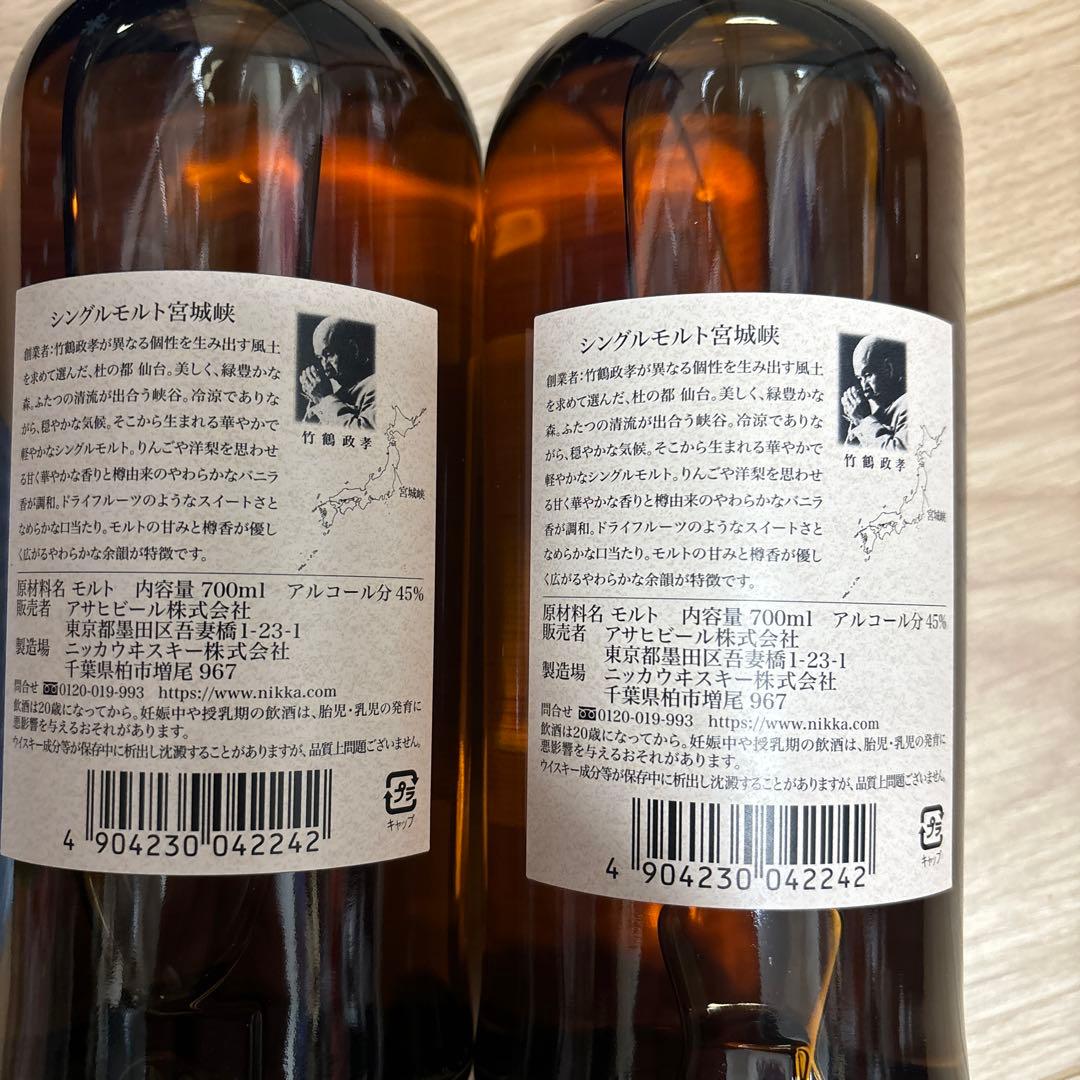 シングルモルト宮城峡
創業者:竹鶴政孝が異なる個性を生み出す風土
を求めて選んだ、杜の都 仙台。美しく、緑豊かな
森。ふたつの清流が出合う峡谷。冷涼でありな
がら、穏やかな気候。そこから生まれる華やかで
軽やかなシングルモルト。りんごや洋梨を思わせ
る甘く華やかな香りと樽由来のやわらかなバニラ
香が調和。ドライフルーツのようなスイートさと
なめらかな口当たり。モルトの甘みと樽香が優し
く広がるやわらかな余韻が特徴です。
竹鶴政孝
宮城峡
原材料名 モルト 内容量 700ml アルコール分 45%
販売者 アサヒビール株式会社
東京都墨田区吾妻橋1-23-1
製造場 ニッカウヰスキー株式会社
千葉県柏市増尾 967
問合せ 0120-019-993 https://www.nikka.com
飲酒は20歳になってから。妊娠中や授乳期の飲酒は、胎児・乳児の発育に
悪影響を与えるおそれがあります。
ウイスキー成分等が保存中に析出し沈澱することがありますが、品質上問題ございません。
4 904230 042242
プラ
キャップ
シングルモルト宮城峡
創業者:竹鶴政孝が異なる個性を生み出す風土
を求めて選んだ、杜の都 仙台。美しく、緑豊かな
森。ふたつの清流が出合う峡谷。冷涼でありな
がら、穏やかな気候。そこから生まれる華やかで
軽やかなシングルモルト。りんごや洋梨を思わせ
る甘く華やかな香りと樽由来のやわらかなバニラ
香が調和。ドライフルーツのようなスイートさと
なめらかな口当たり。モルトの甘みと樽香が優し
く広がるやわらかな余韻が特徴です。
竹鶴政孝
宮城峡
原材料名 モルト 内容量 700ml アルコール分 45%
販売者 アサヒビール株式会社
東京都墨田区吾妻橋1-23-1
製造場 ニッカウヰスキー株式会社
千葉県柏市増尾 967
問合せ 0120-019-993 https://www.nikka.com
飲酒は20歳になってから。妊娠中や授乳期の飲酒は、胎児・乳児の発育に
悪影響を与えるおそれがあります。
ウイスキー成分等が保存中に析出し沈澱することがありますが、品質上問題ございません。
4 904230 042242
プラ
キャップ